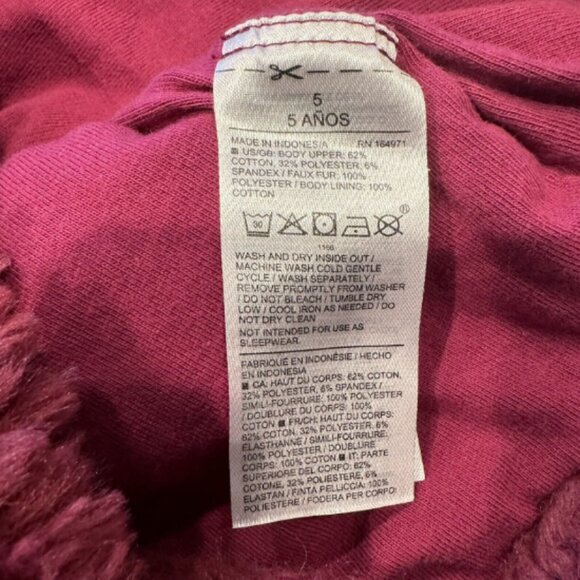 5
5 AÑOS
MADE IN INDONESIA RN 164971
US/GB: BODY UPPER: 62%
COTTON, 32% POLYESTER, 6%
SPANDEX / FAUX FUR: 100%
POLYESTER / BODY LINING: 100%
COTTON
30
®
1166
WASH AND DRY INSIDE OUT /
MACHINE WASH COLD GENTLE
CYCLE / WASH SEPARATELY /
REMOVE PROMPTLY FROM WASHER
/ DO NOT BLEACH / TUMBLE DRY
LOW / COOL IRON AS NEEDED / DO
NOT DRY CLEAN
NOT INTENDED FOR USE AS
SLEEPWEAR.
FABRIQUÉ EN INDONÉSIE / HECHO
EN INDONESIA
CA: HAUT DU CORPS: 62% COTON,
32% POLYESTER, 6% SPANDEX /
SIMILI-FOURRURE: 100% POLYESTER
/ DOUBLURE DU CORPS: 100%
COTON FR/CH: HAUT DU CORPS:
62% COTON, 32% POLYESTER, 6%
ÉLASTHANNE / SIMILI-FOURRURE:
100% POLYESTER / DOUBLURE DU
CORPS: 100% COTON IT: PARTE
SUPERIORE DEL CORPO: 62%
COTONE, 32% POLIESTERE, 6%
ELASTAN / FINTA PELLICCIA: 100%
POLIESTERE / FODERA PER CORPO: